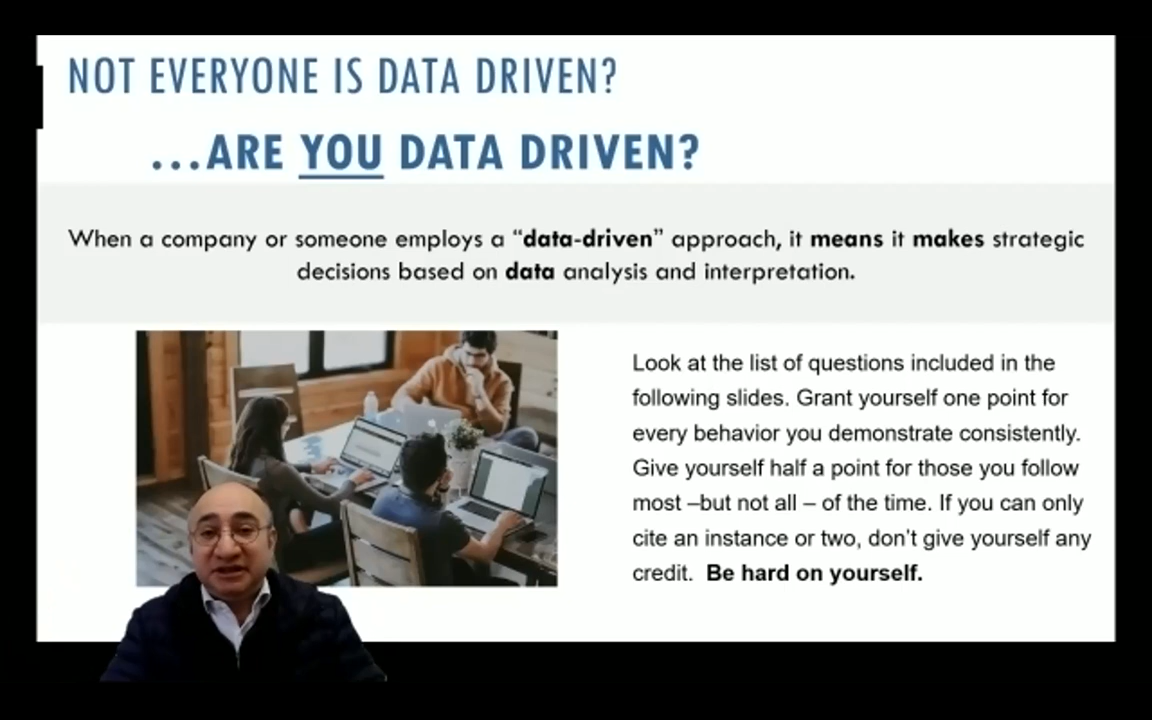 NOT EVERYONE IS DATA DRIVEN?
...ARE YOU DATA DRIVEN?
When a company or someone employs a “data-driven” approach, it means it makes strategic
decisions based on data analysis and interpretation.
Look at the list of questions included in the
following slides. Grant yourself one point for
every behavior you demonstrate consistently.
Give yourself half a point for those you follow
most –but not all – of the time. If you can only
cite an instance or two, don’t give yourself any
credit.  Be hard on yourself.